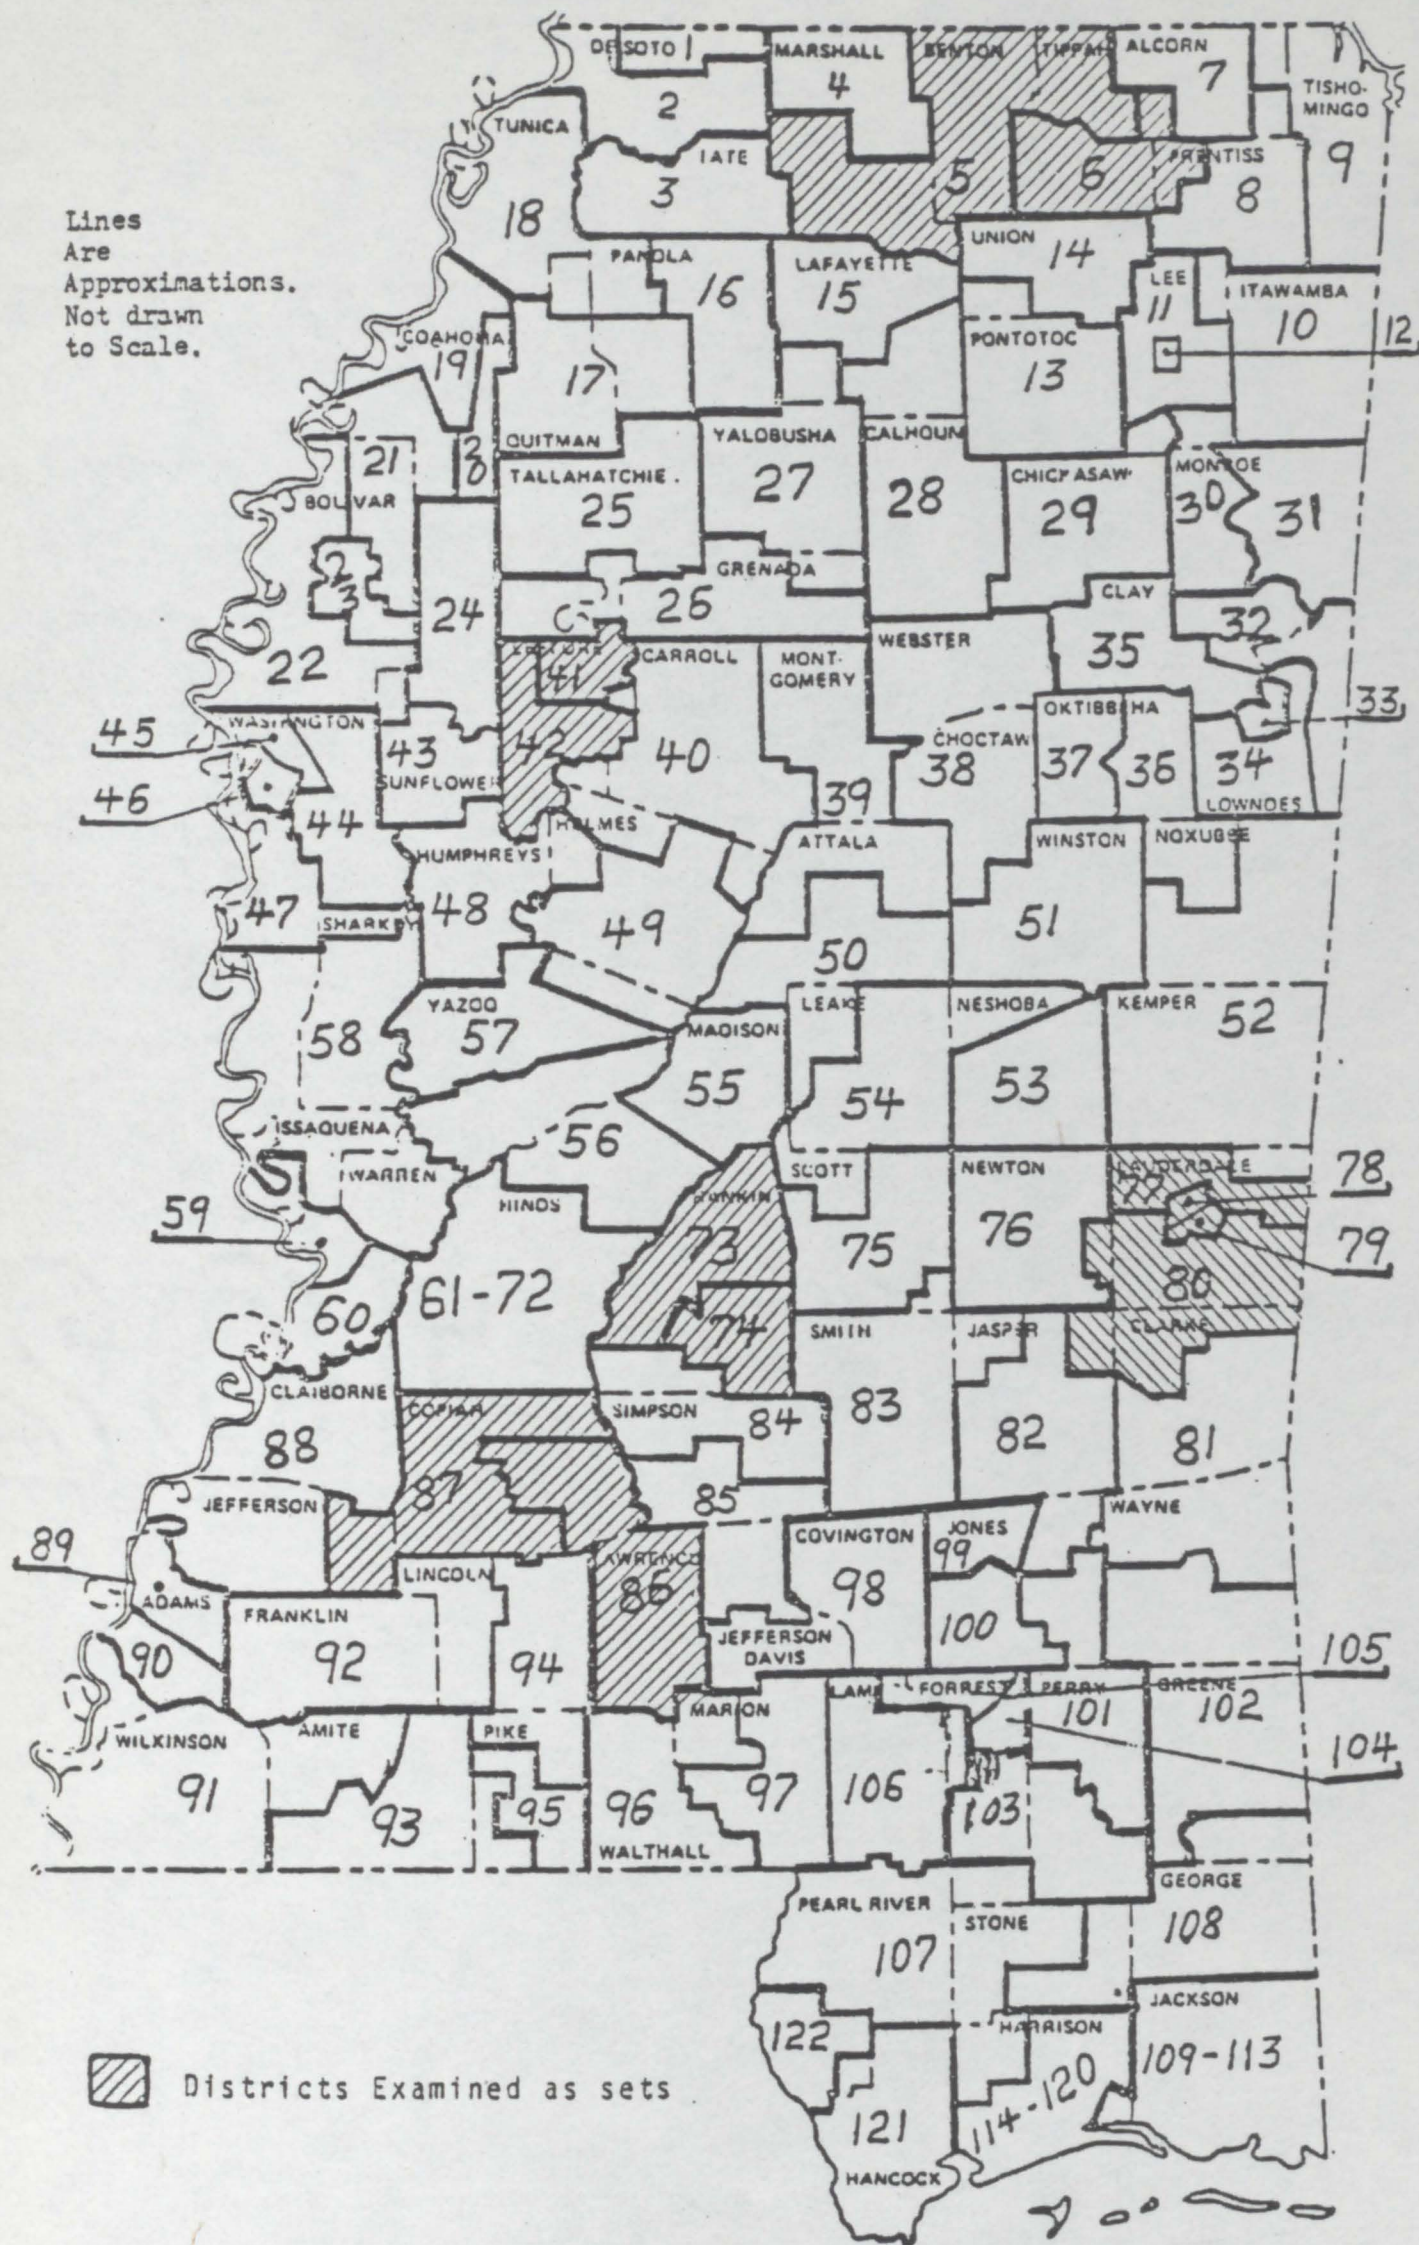 DE SOTO 1
MARSHALL
4
BENTON
TIPPAH
ALCORN
7
TISHO-
MINGO
2
TUNICA
TATE
3
5
6
PRENTISS
8
9
Lines
Are
Approximations.
Not drawn
to Scale.
18
PANOLA
16
LAFAYETTE
15
UNION
14
LEE
11
ITAWAMBA
10
12
COAHOMA
19
17
PONTOTOC
13
QUITMAN
20
21
BOLIVAR
TALLAHATCHIE.
25
YALOBUSHA
27
CALHOUN
28
CHICKASAW
29
MONROE
30
31
23
24
GRENADA
26
CLAY
32
22
41
CARROLL
MONT-
GOMERY
WEBSTER
35
33
45
WASHINGTON
43
SUNFLOWER
42
40
OKTIBBEHA
CHOCTAW
38
37
36
34
LOWNDES
46
44
39
HOLMES
HUMPHREYS
ATTALA
WINSTON
NOXUBEE
47
SHARKEY
48
49
50
51
YAZOO
57
58
MADISON
55
LEAKE
NESHOBA
KEMPER
52
54
53
ISSAQUENA
56
WARREN
HINDS
RANKIN
SCOTT
NEWTON
LAUDERDALE
77
78
59
73
75
76
79
80
60
61-72
74
SMITH
JASPER
CLARKE
CLAIBORNE
COPIAH
SIMPSON
84
83
82
81
88
JEFFERSON
87
85
COVINGTON
JONES
99
WAYNE
89
ADAMS
LINCOLN
LAWRENCE
86
98
100
FRANKLIN
92
90
94
JEFFERSON
DAVIS
105
WILKINSON
91
AMITE
93
PIKE
95
96
WALTHALL
MARION
97
LAMR
FORREST
PERRY
101
GREENE
102
104
106
103
PEARL RIVER
107
STONE
GEORGE
108
122
HARRISON
JACKSON
109-113
114-120
121
HANCOCK
Districts Examined as sets